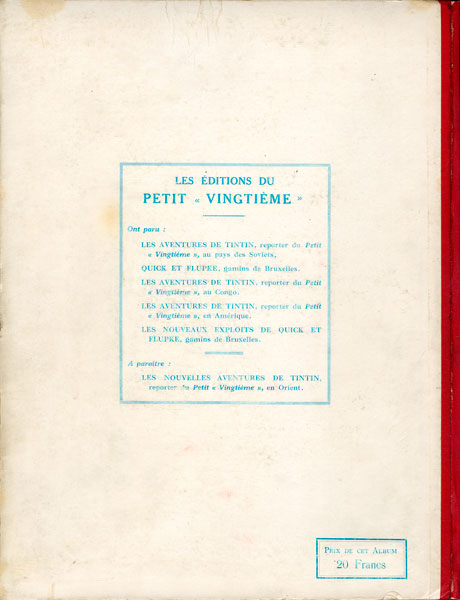 LES ÉDITIONS DU
PETIT « VINGTIÈME »
Ont paru :
LES AVENTURES DE TINTIN, reporter du Petit
« Vingtième », au pays des Soviets,
QUICK ET FLUPEE, gamins de Bruxelles.
LES AVENTURES DE TINTIN, reporter du Petit
« Vingtième », au Congo.
LES AVENTURES DE TINTIN, reporter du Petit
« Vingtième », en Amérique.
LES NOUVEAUX EXPLOITS DE QUICK ET
FLUPKE, gamins de Bruxelles.
A paraître :
LES NOUVELLES AVENTURES DE TINTIN,
reporter du Petit « Vingtième », en Orient.
PRIX DE CET ALBUM
20 Francs